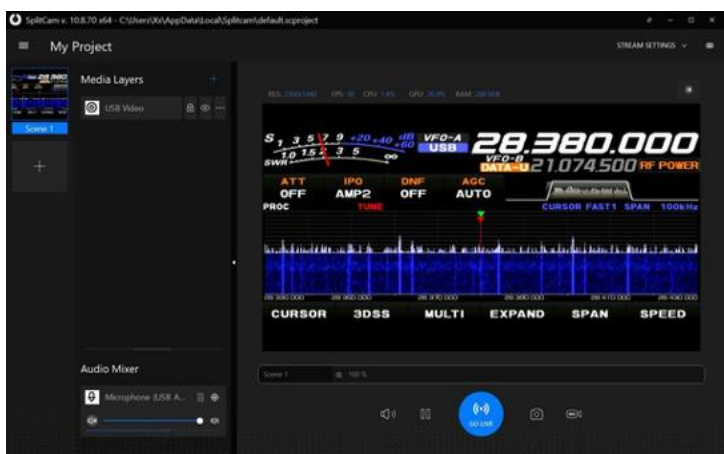 SplitCam v. 10.8.70 x64 - C:\Users\Xx\AppData\Local\Splitcam\default.scproject
My Project
STREAM SETTINGS
Media Layers
+
USB Video
Scene 1
+
S 1 3 5 7 9 +20 +40 +60 dB
1.0 1.5 2 3 5 ∞
SWR
VFO-A
USB
28.380.000
VFO-B
DATA-U
21.074.500
RF POWER
ATT IPO DNF AGC
OFF AMP2 OFF AUTO
PROC TUNE CURSOR FAST1 SPAN 100kHz
CURSOR 3DSS MULTI EXPAND SPAN SPEED
Audio Mixer
Microphone (USB A...
Scene 1 100 %
GO LIVE